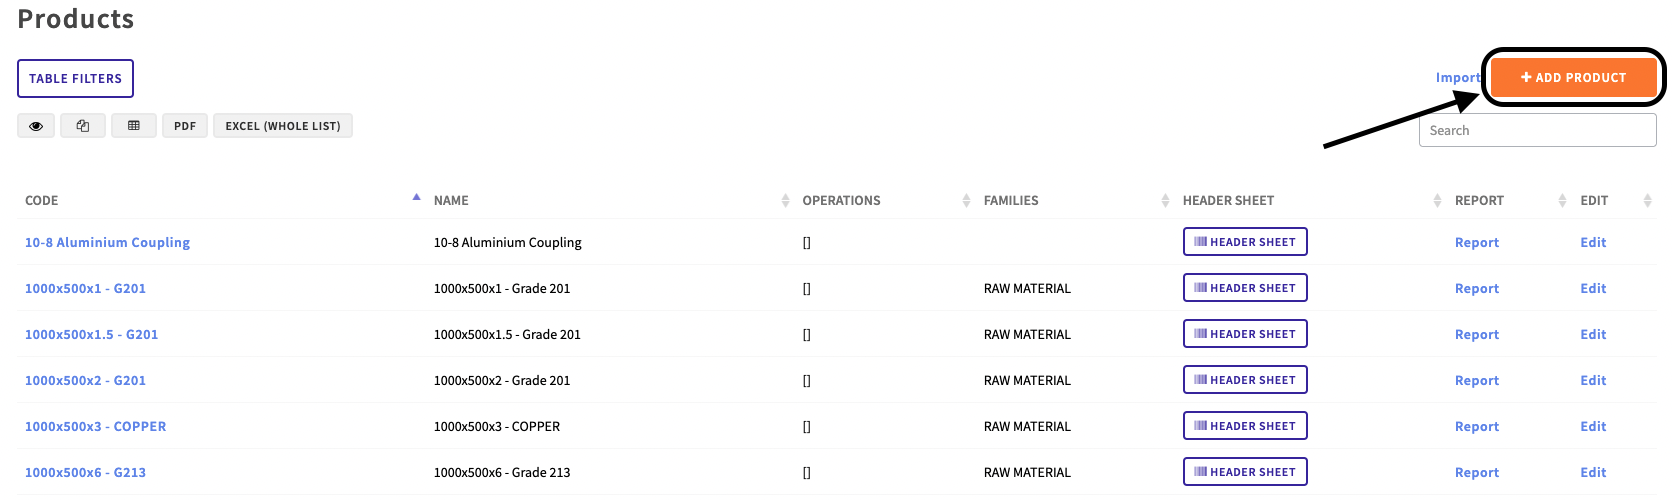 Products
TABLE FILTERS
Import
+ ADD PRODUCT
PDF
EXCEL (WHOLE LIST)
Search
CODE NAME OPERATIONS FAMILIES HEADER SHEET REPORT EDIT
10-8 Aluminium Coupling 10-8 Aluminium Coupling [] HEADER SHEET Report Edit
1000x500x1 - G201 1000x500x1 - Grade 201 [] RAW MATERIAL HEADER SHEET Report Edit
1000x500x1.5 - G201 1000x500x1.5 - Grade 201 [] RAW MATERIAL HEADER SHEET Report Edit
1000x500x2 - G201 1000x500x2 - Grade 201 [] RAW MATERIAL HEADER SHEET Report Edit
1000x500x3 - COPPER 1000x500x3 - COPPER [] RAW MATERIAL HEADER SHEET Report Edit
1000x500x6 - G213 1000x500x6 - Grade 213 [] RAW MATERIAL HEADER SHEET Report Edit